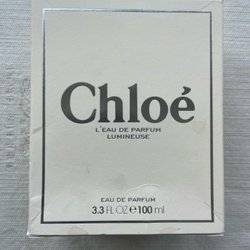 Chloé
L'EAU DE PARFUM
LUMINEUSE
EAU DE PARFUM
3.3 FL OZ e 100 ml